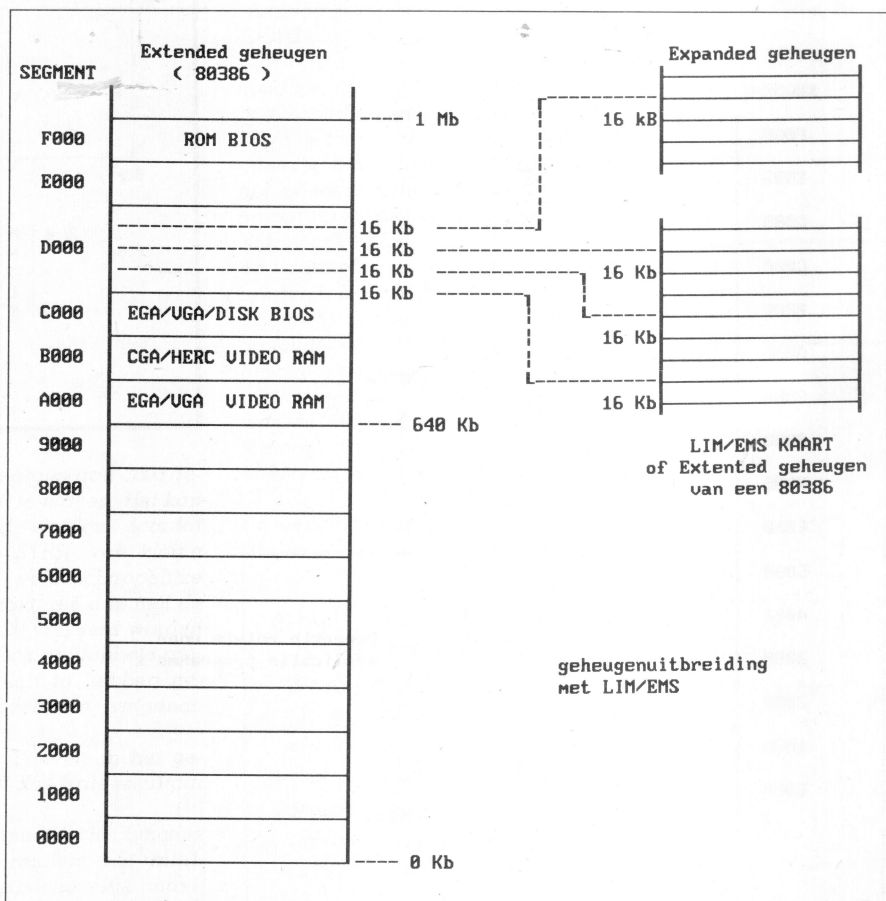 Extended geheugen
( 80386 )
SEGMENT
Expanded geheugen
1 Mb
16 kB
F000
ROM BIOS
E000
16 Kb
D000
16 Kb
16 Kb
16 Kb
16 Kb
C000
EGA/VGA/DISK BIOS
16 Kb
B000
CGA/HERC VIDEO RAM
A000
EGA/VGA VIDEO RAM
16 Kb
640 Kb
9000
LIM/EMS KAART
of Extented geheugen
van een 80386
8000
7000
6000
5000
4000
geheugenuitbreiding
met LIM/EMS
3000
2000
1000
0000
0 Kb